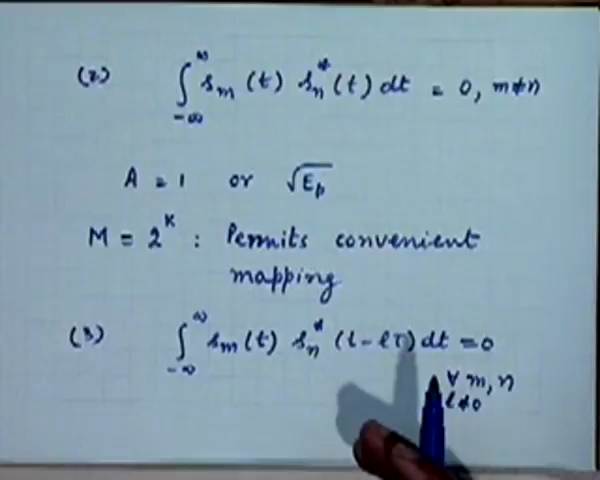 (2) ∫_{-∞}^{∞} s_m(t) s_n^*(t) dt = 0, m≠n
A = 1 or √E_p
M = 2^K : Permits convenient
mapping
(3) ∫_{-∞}^{∞} s_m(t) s_n^*(t-lT) dt = 0
∀ m, n
l≠0